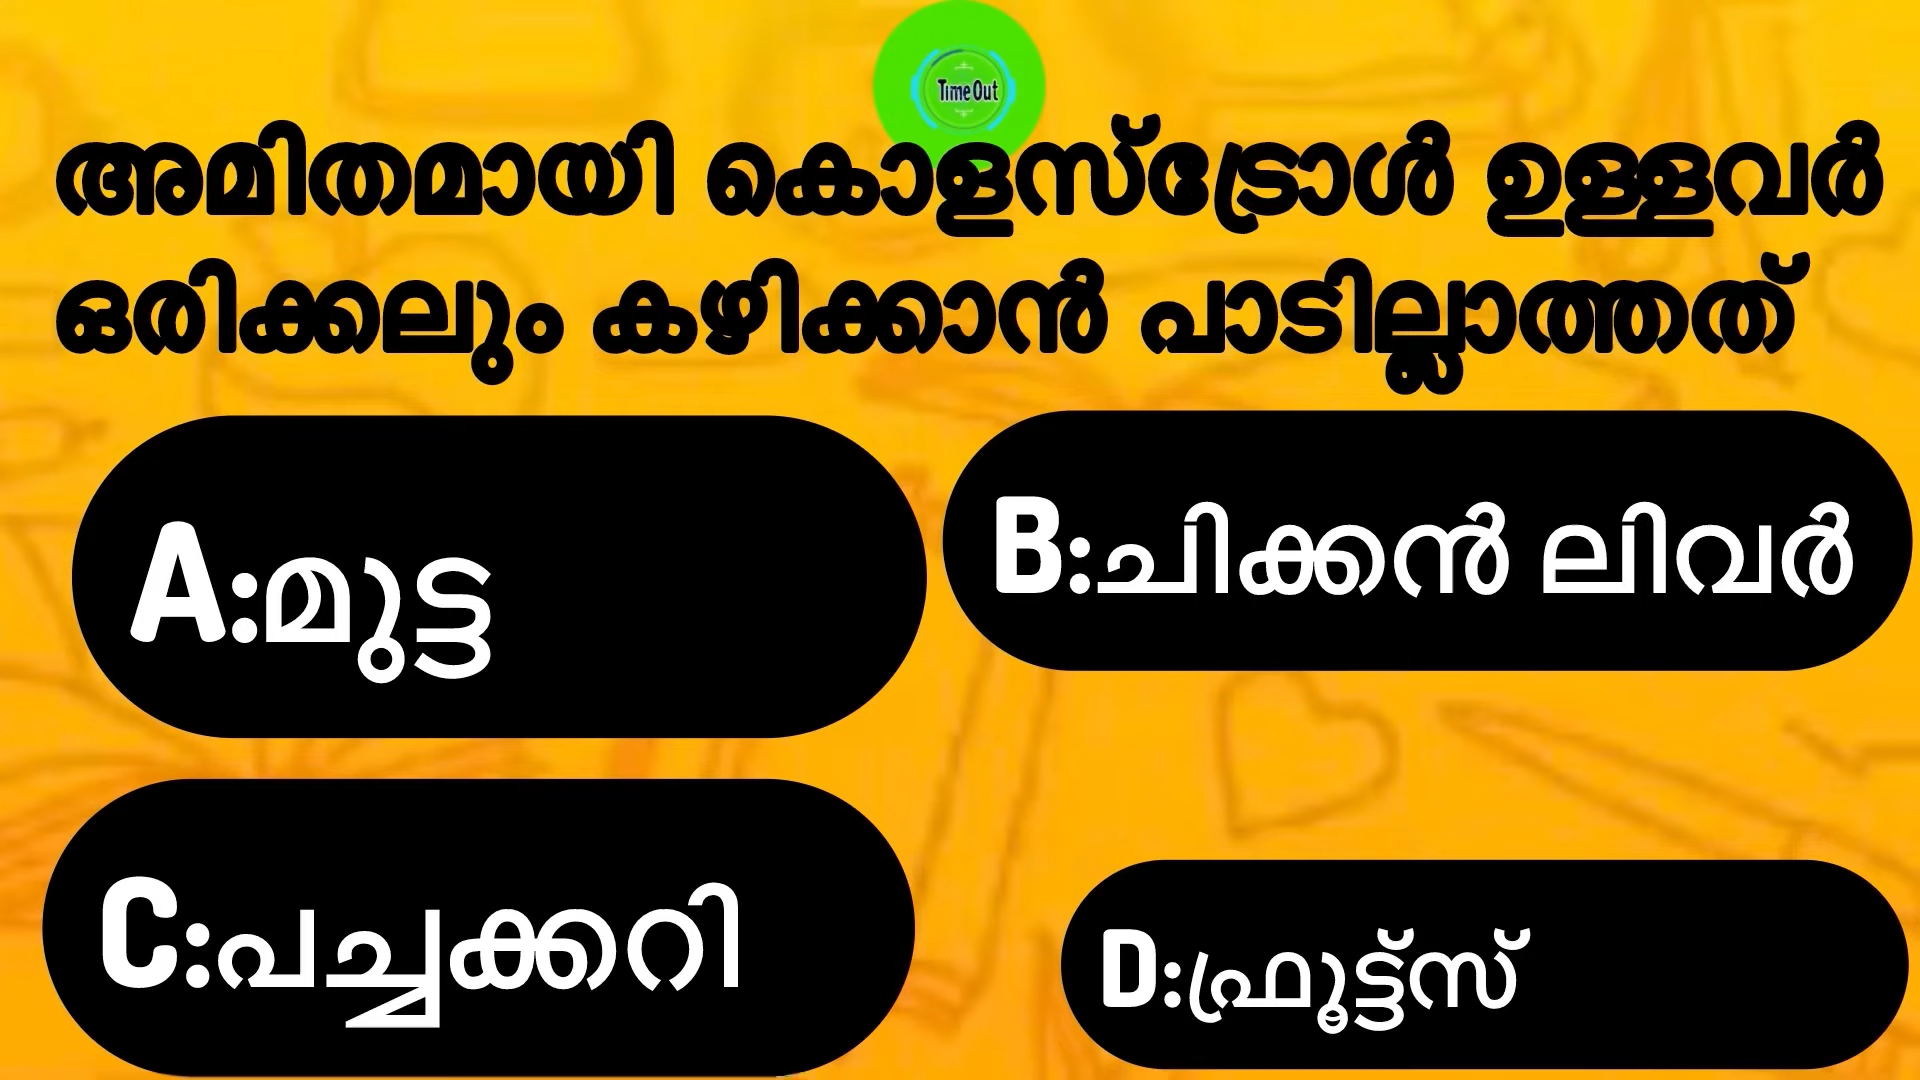 Time Out
അമിതമായി കൊളസ്ട്രോൾ ഉള്ളവർ
ഒരിക്കലും കഴിക്കാൻ പാടില്ലാത്തത്
A:മുട്ട
B:ചിക്കൻ ലിവർ
C:പച്ചക്കറി
D:ഫ്രൂട്ട്സ്